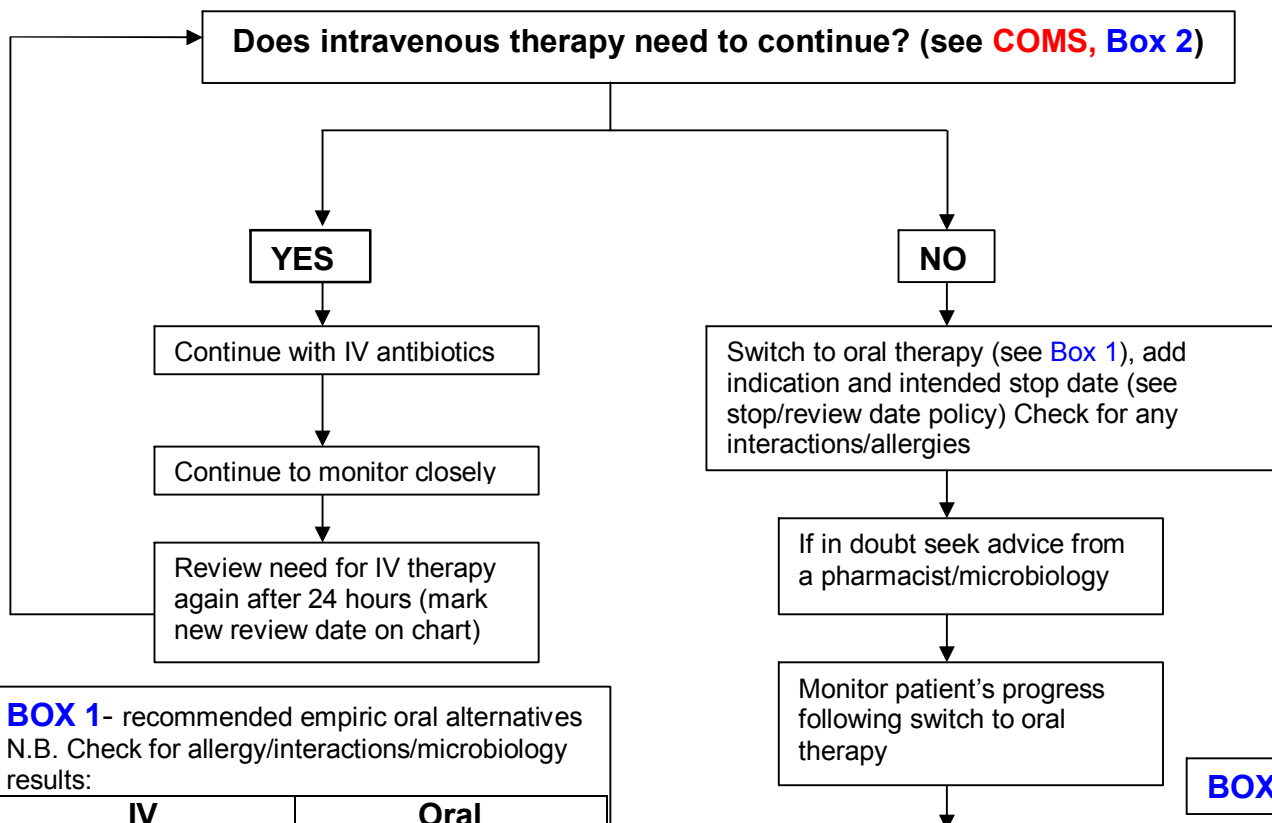 Does intravenous therapy need to continue? (see COMS, Box 2)
YES
Continue with IV antibiotics
Continue to monitor closely
Review need for IV therapy
again after 24 hours (mark
new review date on chart)
NO
Switch to oral therapy (see Box 1), add
indication and intended stop date (see
stop/review date policy) Check for any
interactions/allergies
If in doubt seek advice from
a pharmacist/microbiology
Monitor patient's progress
following switch to oral
therapy
BOX 1- recommended empiric oral alternatives
N.B. Check for allergy/interactions/microbiology
results:
IV Oral
BOX